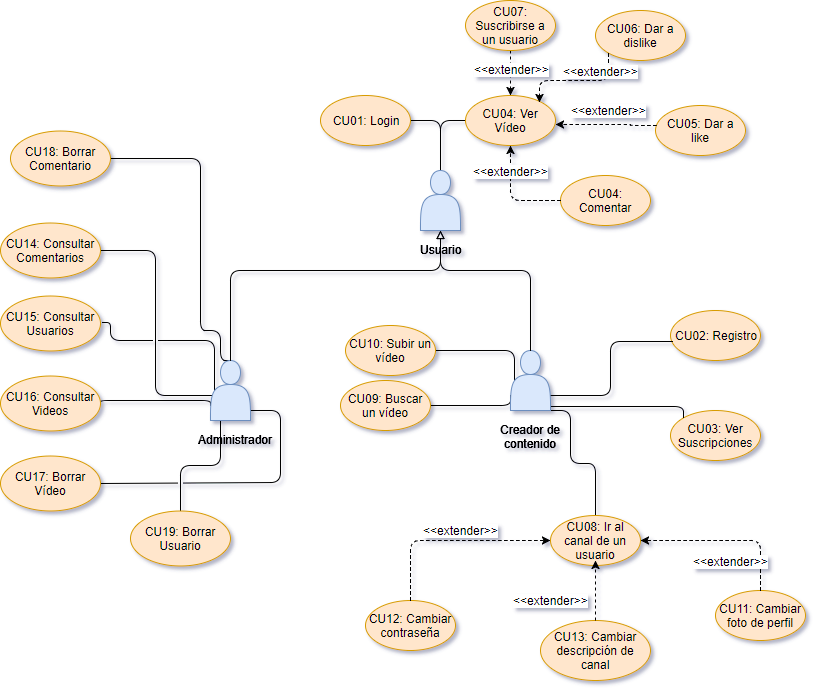 CU07:
Suscribirse a
un usuario
CU06: Dar a
dislike
<<extender>>
<<extender>>
CU01: Login
CU04: Ver
Vídeo
<<extender>>
CU05: Dar a
like
CU18: Borrar
Comentario
<<extender>>
CU04:
Comentar
Usuario
CU14: Consultar
Comentarios
CU15: Consultar
Usuarios
CU10: Subir un
vídeo
CU02: Registro
CU16: Consultar
Videos
CU09: Buscar
un vídeo
Administrador
Creador de
contenido
CU03: Ver
Suscripciones
CU17: Borrar
Vídeo
CU19: Borrar
Usuario
<<extender>>
CU08: Ir al
canal de un
usuario
<<extender>>
<<extender>>
CU12: Cambiar
contraseña
CU13: Cambiar
descripción de
canal
CU11: Cambiar
foto de perfil